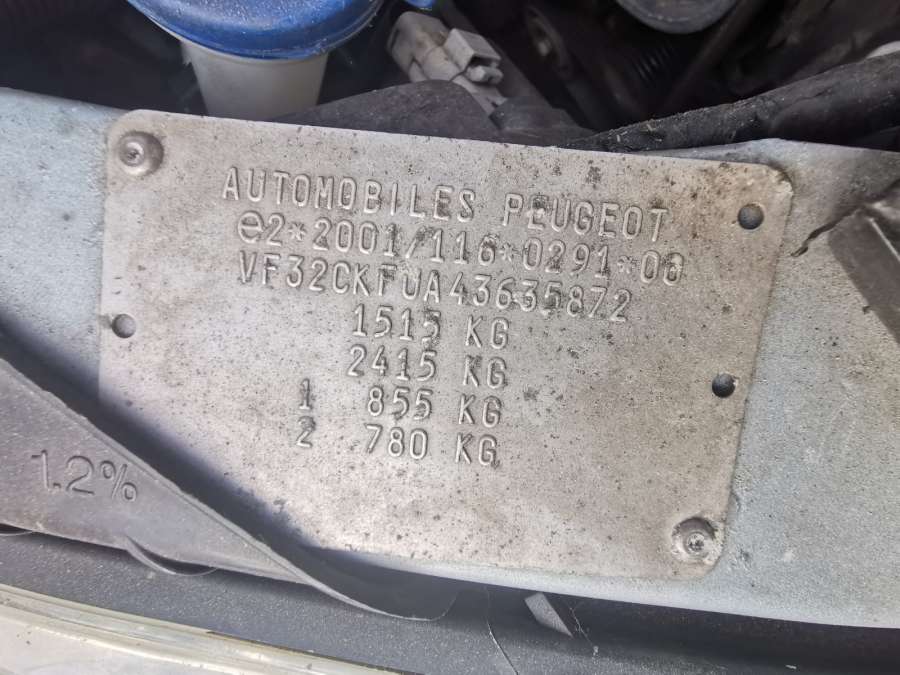 AUTOMOBILES PEUGEOT
e2*2001/116*0291*00
VF32CKFUA43635872
1515 KG
2415 KG
1 855 KG
2 780 KG
1.2%